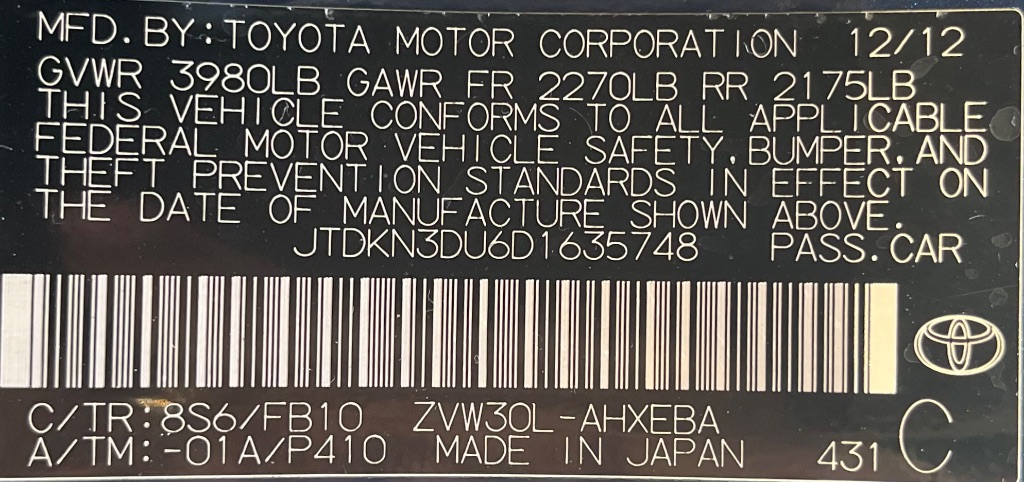 MFD. BY: TOYOTA MOTOR CORPORATION 12/12
GVWR 3980LB GAWR FR 2270LB RR 2175LB
THIS VEHICLE CONFORMS TO ALL APPLICABLE
FEDERAL MOTOR VEHICLE SAFETY, BUMPER, AND
THEFT PREVENTION STANDARDS IN EFFECT ON
THE DATE OF MANUFACTURE SHOWN ABOVE.
JTDKN3DU6D1635748 PASS. CAR
C/TR: 8S6/FB10 ZVW30L-AHXEBA
A/TM: -01A/P410 MADE IN JAPAN 431 C